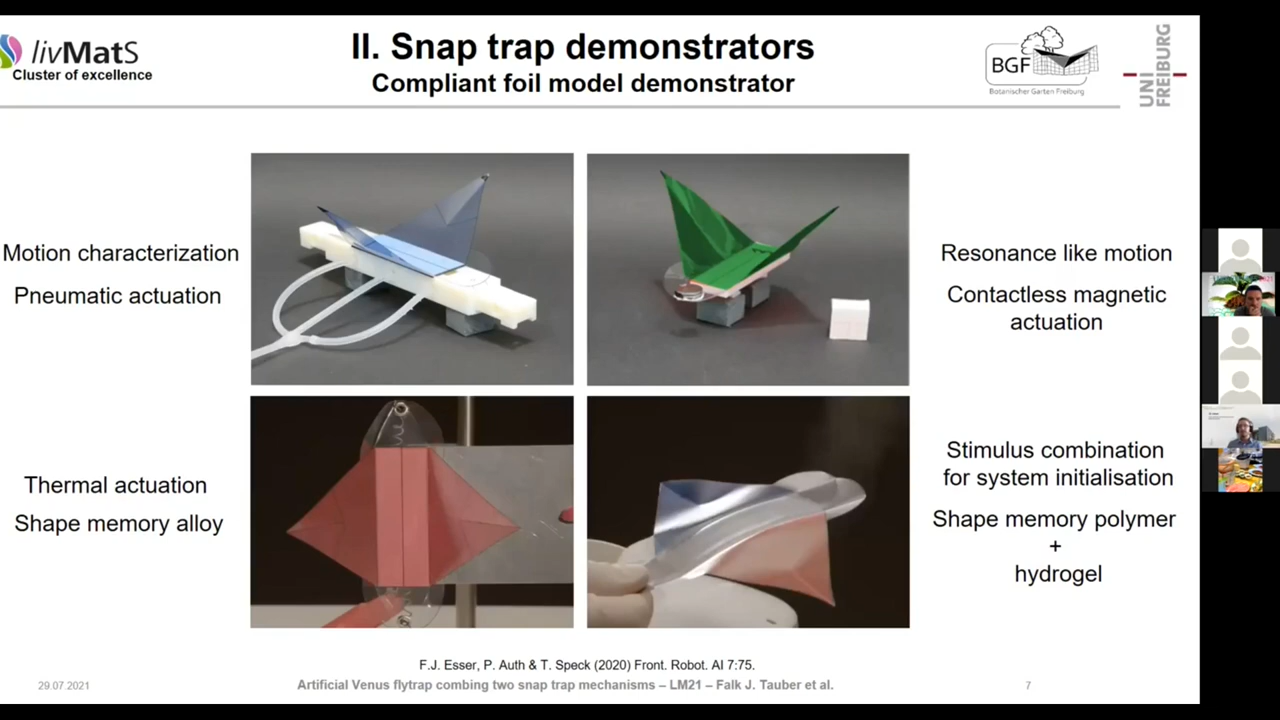 livMatS
Cluster of excellence
II. Snap trap demonstrators
Compliant foil model demonstrator
BGF
Botanischer Garten Freiburg
UNI
FREIBURG
Motion characterization
Pneumatic actuation
Resonance like motion
Contactless magnetic
actuation
Thermal actuation
Shape memory alloy
Stimulus combination
for system initialisation
Shape memory polymer
+
hydrogel
F.J. Esser, P. Auth & T. Speck (2020) Front. Robot. AI 7:75.
29.07.2021
Artificial Venus flytrap combing two snap trap mechanisms – LM21 – Falk J. Tauber et al.
7